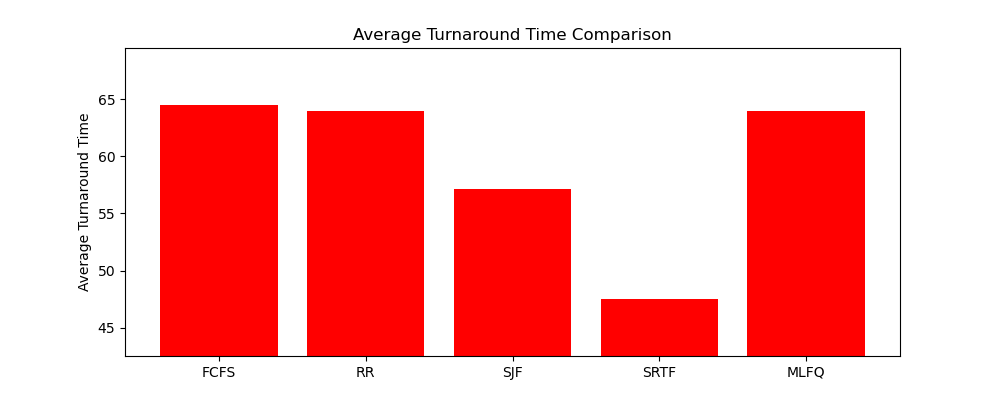 Average Turnaround Time Comparison
Average Turnaround Time
65
60
55
50
45
FCFS RR SJF SRTF MLFQ